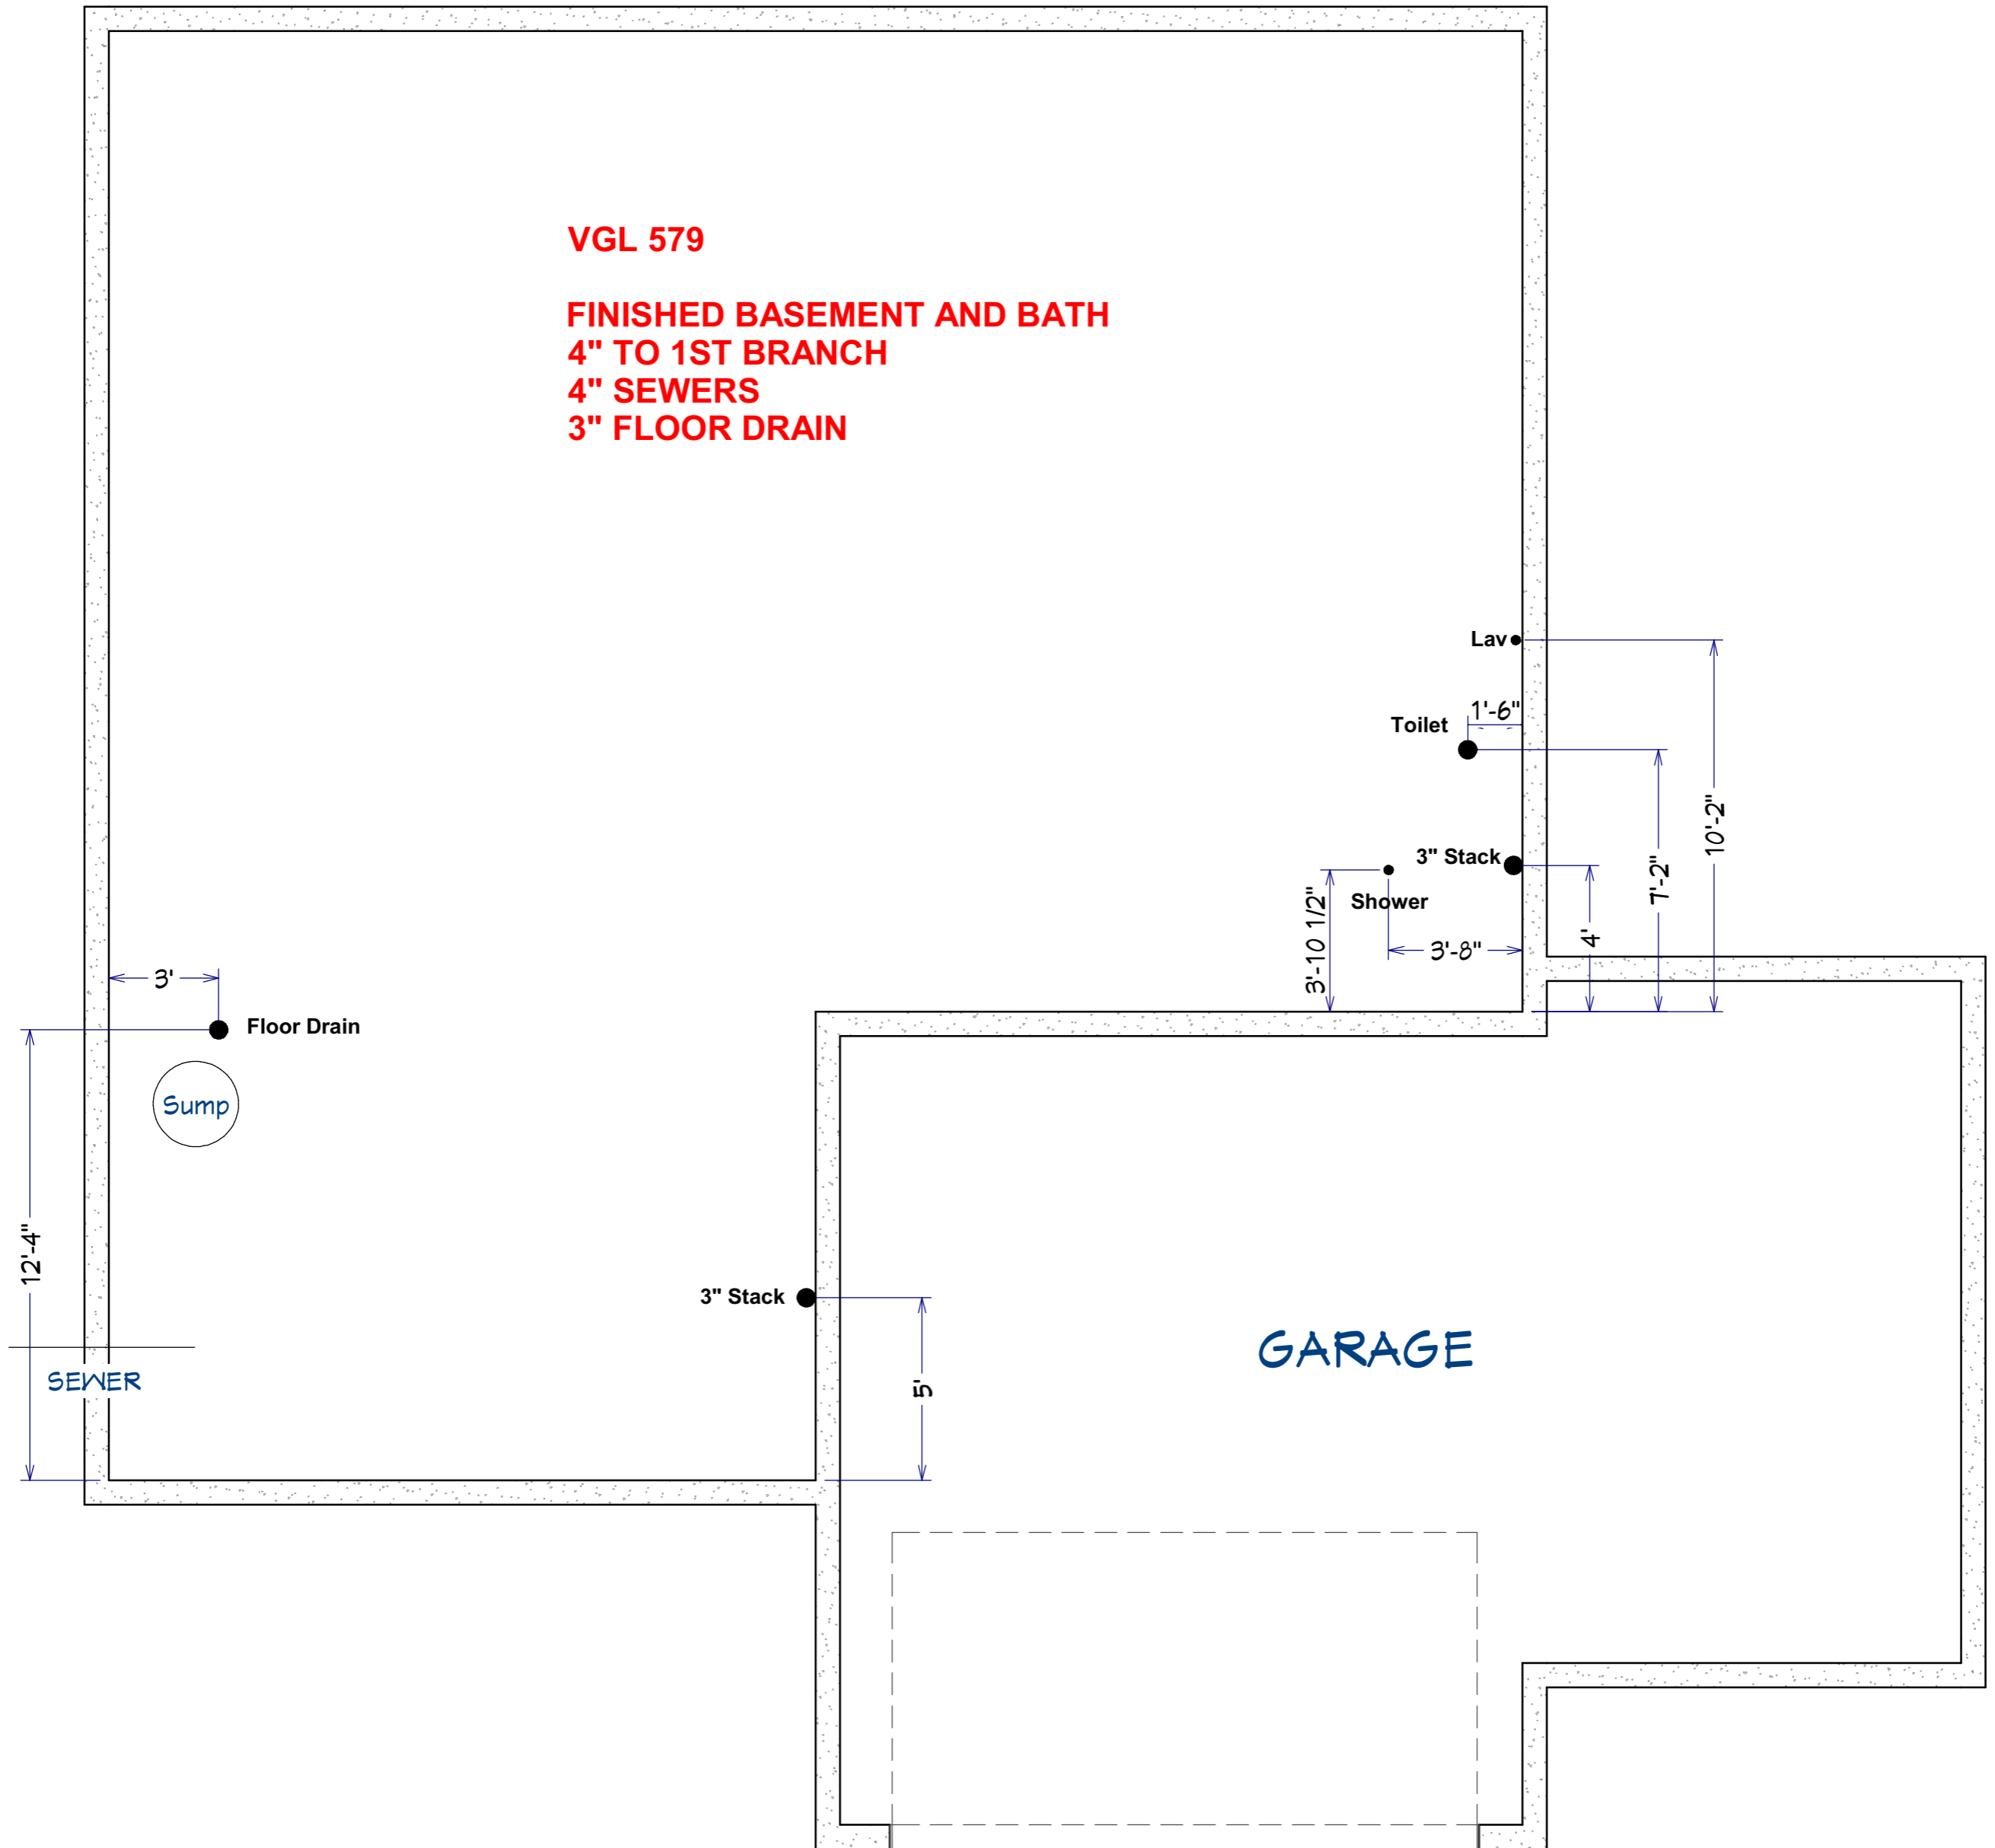 VGL 579
FINISHED BASEMENT AND BATH
4" TO 1ST BRANCH
4" SEWERS
3" FLOOR DRAIN
Lav
1'-6"
Toilet
10'-2"
7'-2"
3" Stack
Shower
3'-10 1/2"
3'-8"
4'
3'
Floor Drain
Sump
12'-4"
3" Stack
GARAGE
SEWER
5'